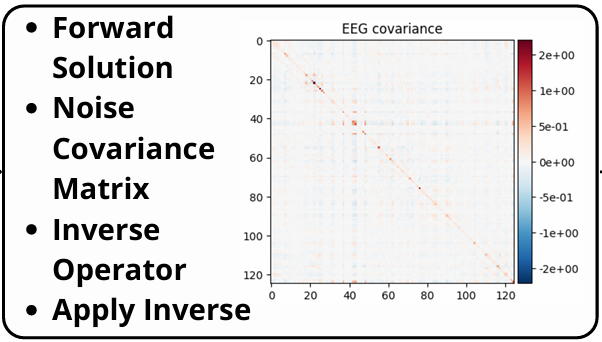 • Forward
Solution
• Noise
Covariance
Matrix
• Inverse
Operator
• Apply Inverse
EEG covariance
0
20
40
60
80
100
120
0 20 40 60 80 100 120
2e+00
1e+00
5e-01
0e+00
-5e-01
-1e+00
-2e+00